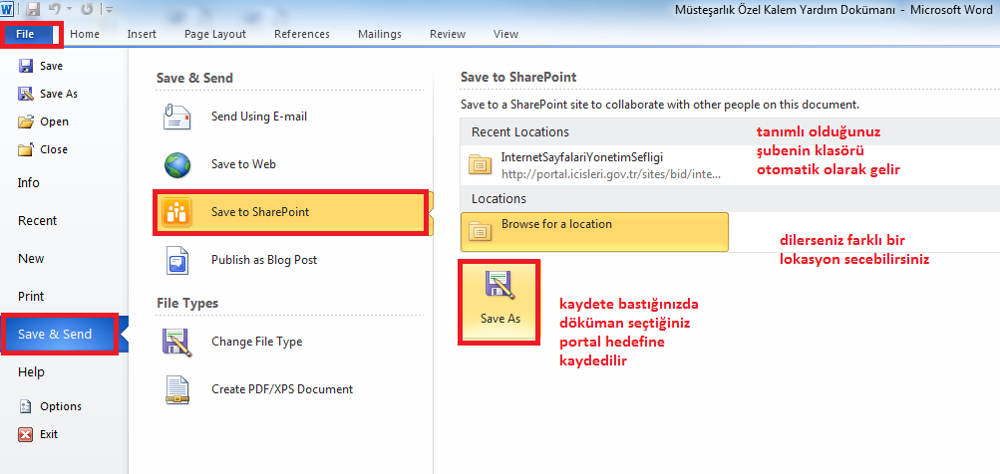 Müsteşarlık Özel Kalem Yardım Dokümanı - Microsoft Word
File Home Insert Page Layout References Mailings Review View
Save
Save As
Open
Close
Info
Recent
New
Print
Save & Send
Help
Options
Exit
Save & Send
Send Using E-mail
Save to Web
Save to SharePoint
Publish as Blog Post
File Types
Change File Type
Create PDF/XPS Document
Save to SharePoint
Save to a SharePoint site to collaborate with other people on this document.
Recent Locations
InternetSayfalariYonetimSefligi
http://portal.icisleri.gov.tr/sites/bid/inte...
tanımlı olduğunuz
şubenin klasörü
otomatik olarak gelir
Locations
Browse for a location
dilerseniz farklı bir
lokasyon secebilirsiniz
Save As
kaydete bastığınızda
döküman seçtiğiniz
portal hedefine
kaydedilir